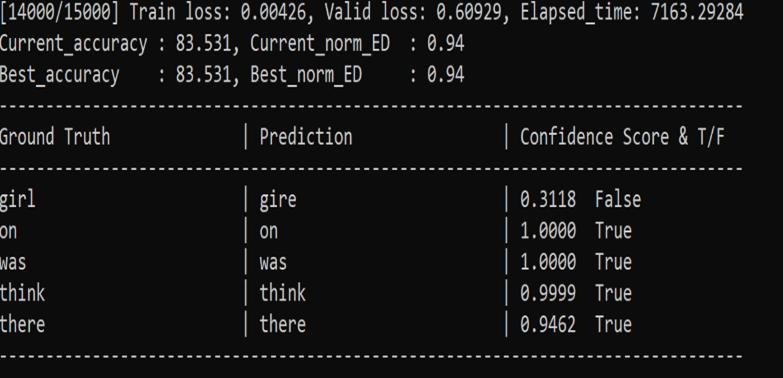 [14000/15000] Train loss: 0.00426, Valid loss: 0.60929, Elapsed_time: 7163.29284
Current_accuracy : 83.531, Current_norm_ED  : 0.94
Best_accuracy    : 83.531, Best_norm_ED     : 0.94
--------------------------------------------------------------------------------
Ground Truth              | Prediction                | Confidence Score & T/F
--------------------------------------------------------------------------------
girl                      | gire                      | 0.3118  False
on                        | on                        | 1.0000  True
was                       | was                       | 1.0000  True
think                     | think                     | 0.9999  True
there                     | there                     | 0.9462  True
--------------------------------------------------------------------------------